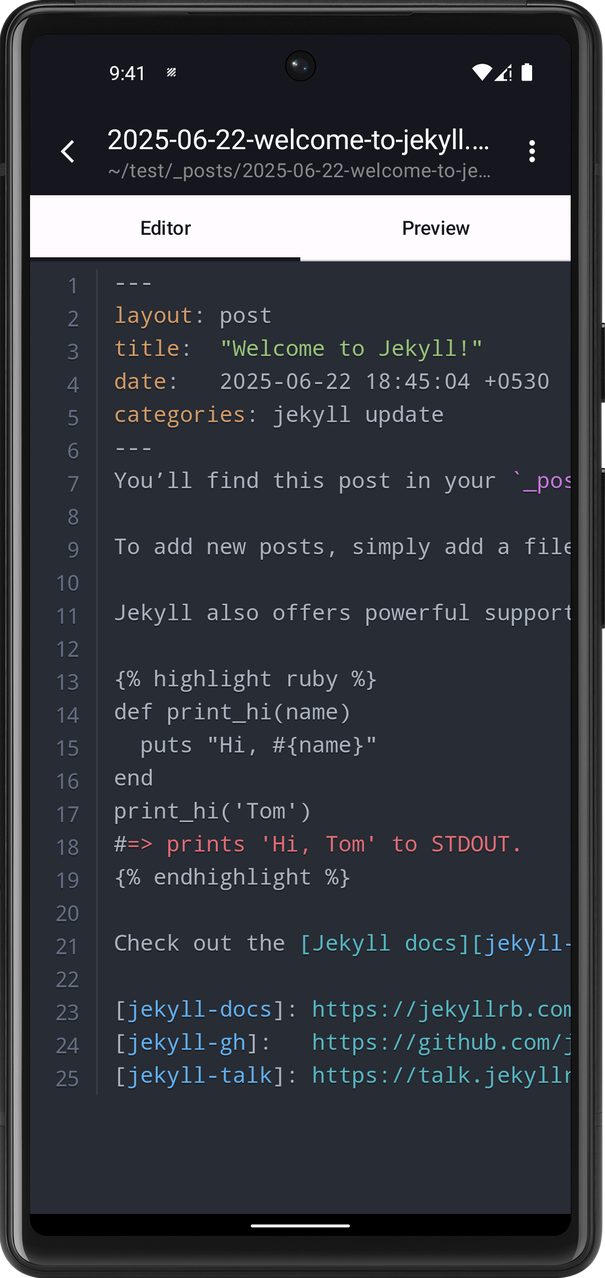 9:41
2025-06-22-welcome-to-jekyll.…
~/test/_posts/2025-06-22-welcome-to-je…
Editor
Preview
1 ---
2 layout: post
3 title:  "Welcome to Jekyll!"
4 date:   2025-06-22 18:45:04 +0530
5 categories: jekyll update
6 ---
7 You’ll find this post in your `_pos
8
9 To add new posts, simply add a file
10
11 Jekyll also offers powerful support
12
13 {% highlight ruby %}
14 def print_hi(name)
15   puts "Hi, #{name}"
16 end
17 print_hi('Tom')
18 #=> prints 'Hi, Tom' to STDOUT.
19 {% endhighlight %}
20
21 Check out the [Jekyll docs][jekyll-
22
23 [jekyll-docs]: https://jekyllrb.com
24 [jekyll-gh]:   https://github.com/j
25 [jekyll-talk]: https://talk.jekyllr